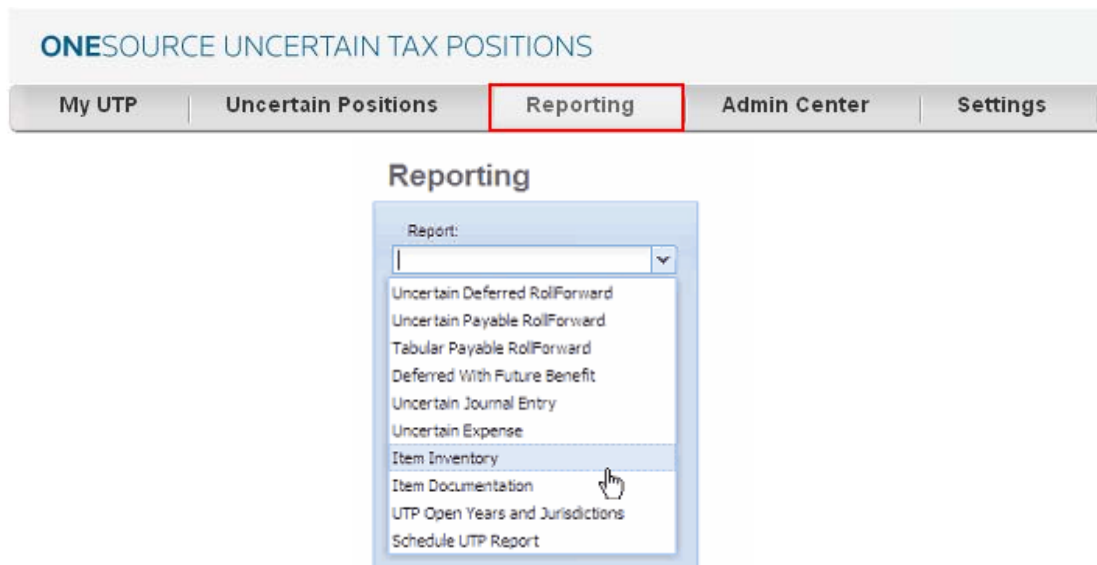 ONESOURCE UNCERTAIN TAX POSITIONS
My UTP Uncertain Positions Reporting Admin Center Settings
Reporting
Report:
Uncertain Deferred RollForward
Uncertain Payable RollForward
Tabular Payable RollForward
Deferred With Future Benefit
Uncertain Journal Entry
Uncertain Expense
Item Inventory
Item Documentation
UTP Open Years and Jurisdictions
Schedule UTP Report